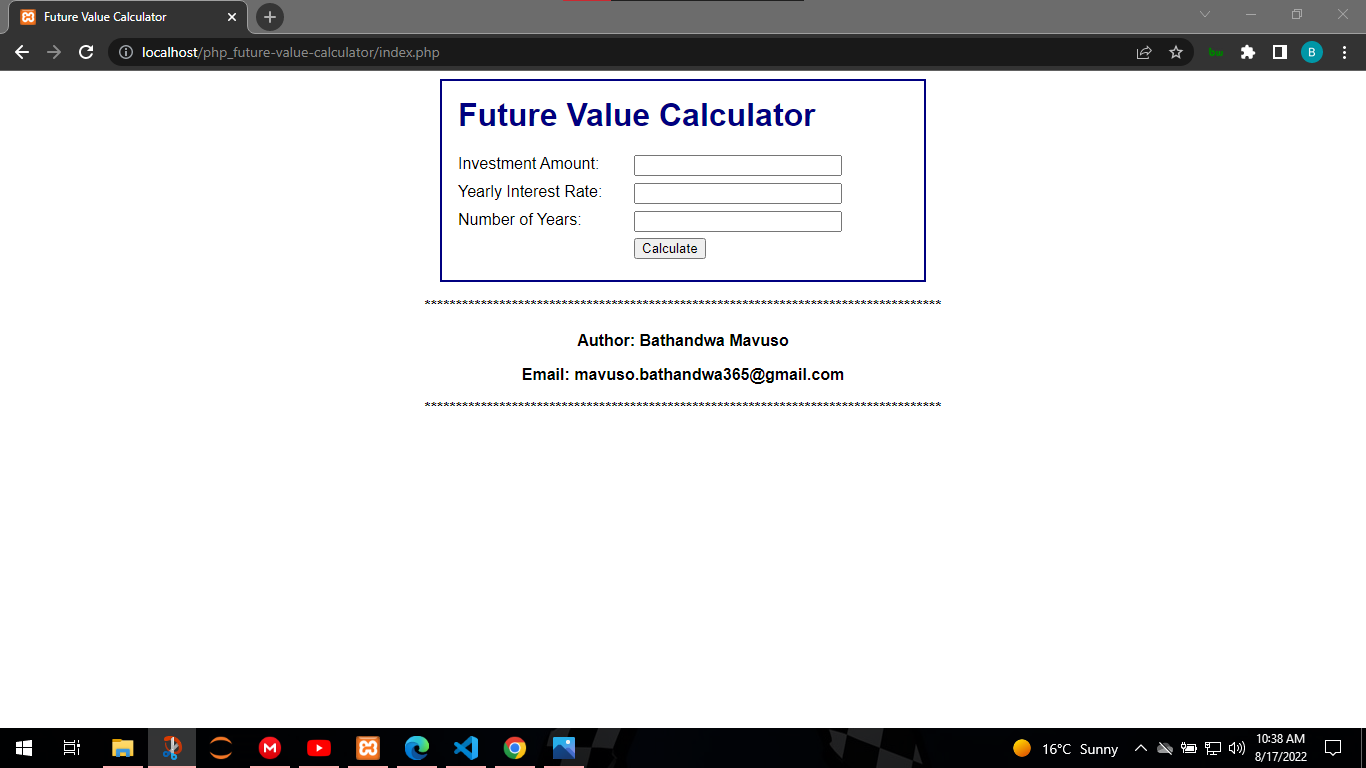 Future Value Calculator
localhost/php_future-value-calculator/index.php
bw
B
Future Value Calculator
Investment Amount:
Yearly Interest Rate:
Number of Years:
Calculate
***********************************************************************************
Author: Bathandwa Mavuso
Email: mavuso.bathandwa365@gmail.com
***********************************************************************************
16°C Sunny
10:38 AM
8/17/2022